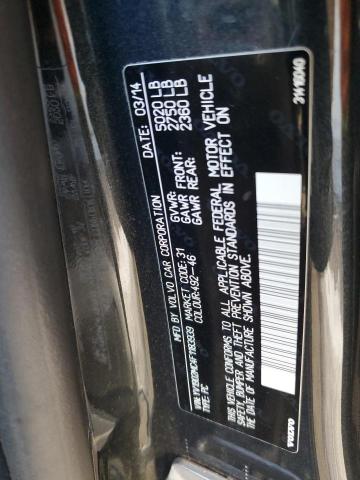 MFD. BY VOLVO CAR CORPORATION DATE: 03/14
GVWR: 5020 LB
GAWR FRONT: 2750 LB
GAWR REAR: 2360 LB
MARKET CODE: 31
COLOUR: 492-46
TYPE: PC
THIS VEHICLE CONFORMS TO ALL APPLICABLE FEDERAL MOTOR VEHICLE
SAFETY, BUMPER AND THEFT PREVENTION STANDARDS IN EFFECT ON
THE DATE OF MANUFACTURE SHOWN ABOVE.
VOLVO